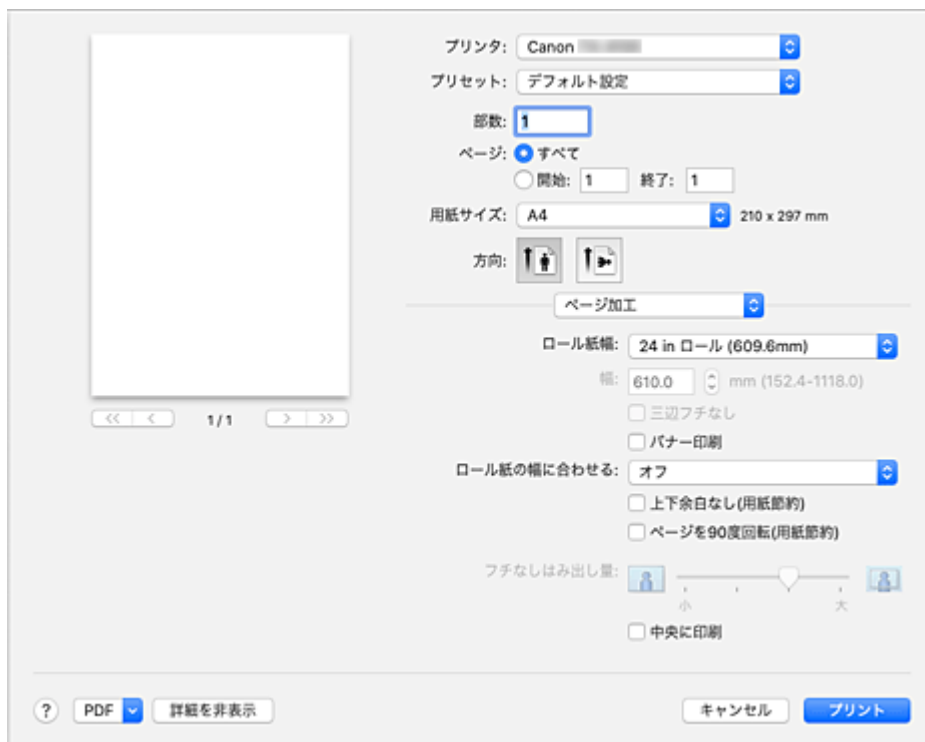 プリンタ: Canon
プリセット: デフォルト設定
部数: 1
ページ: すべて
開始: 1 終了: 1
用紙サイズ: A4 210 x 297 mm
方向:
ページ加工
ロール紙幅: 24 in ロール (609.6mm)
幅: 610.0 mm (152.4-1118.0)
三辺フチなし
1 / 1
バナー印刷
ロール紙の幅に合わせる: オフ
上下余白なし(用紙節約)
ページを90度回転(用紙節約)
フチなしはみ出し量:
小 大
中央に印刷
? PDF 詳細を非表示 キャンセル プリント